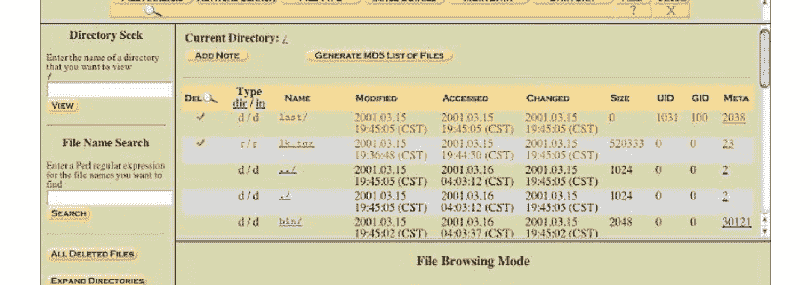 ?
X
Directory Seek
Enter the name of a directory
that you want to view
/
VIEW
File Name Search
Enter a Perl regular expression
for the file names you want to
find
SEARCH
ALL DELETED FILES
EXPAND DIRECTORIES
Current Directory: /
ADD NOTE GENERATE MD5 LIST OF FILES
DEL Type dir / in NAME MODIFIED ACCESSED CHANGED SIZE UID GID META
d / d last/ 2001.03.15 19:45:05 (CST) 2001.03.15 19:45:05 (CST) 2001.03.15 19:45:05 (CST) 0 1031 100 2038
r / r lk.tgz 2001.03.15 19:36:48 (CST) 2001.03.15 19:44:50 (CST) 2001.03.15 19:45:05 (CST) 520333 0 0 23
d / d ../ 2001.03.15 19:45:05 (CST) 2001.03.16 04:03:12 (CST) 2001.03.15 19:45:05 (CST) 1024 0 0 2
d / d ./ 2001.03.15 19:45:05 (CST) 2001.03.16 04:03:12 (CST) 2001.03.15 19:45:05 (CST) 1024 0 0 2
d / d bin/ 2001.03.15 19:45:02 (CST) 2001.03.16 04:03:37 (CST) 2001.03.15 19:45:02 (CST) 2048 0 0 30121
File Browsing Mode